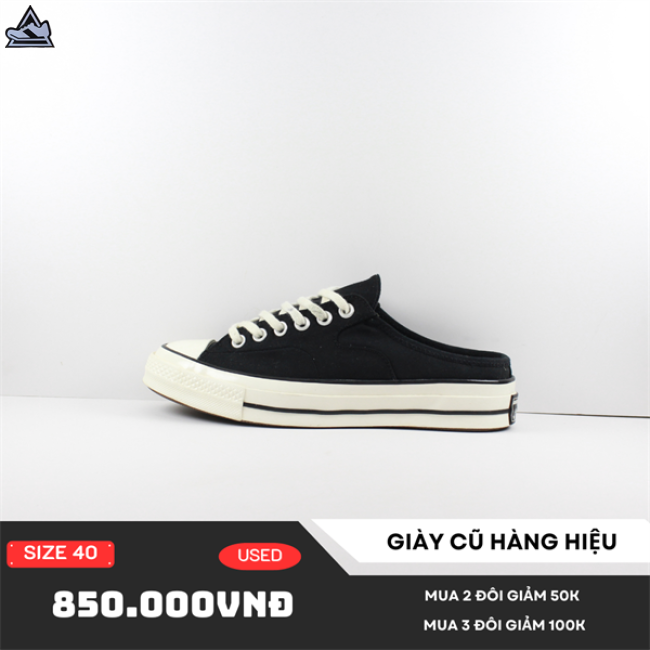 SIZE 40
USED
850.000VNĐ
GIÀY CŨ HÀNG HIỆU
MUA 2 ĐÔI GIẢM 50K
MUA 3 ĐÔI GIẢM 100K